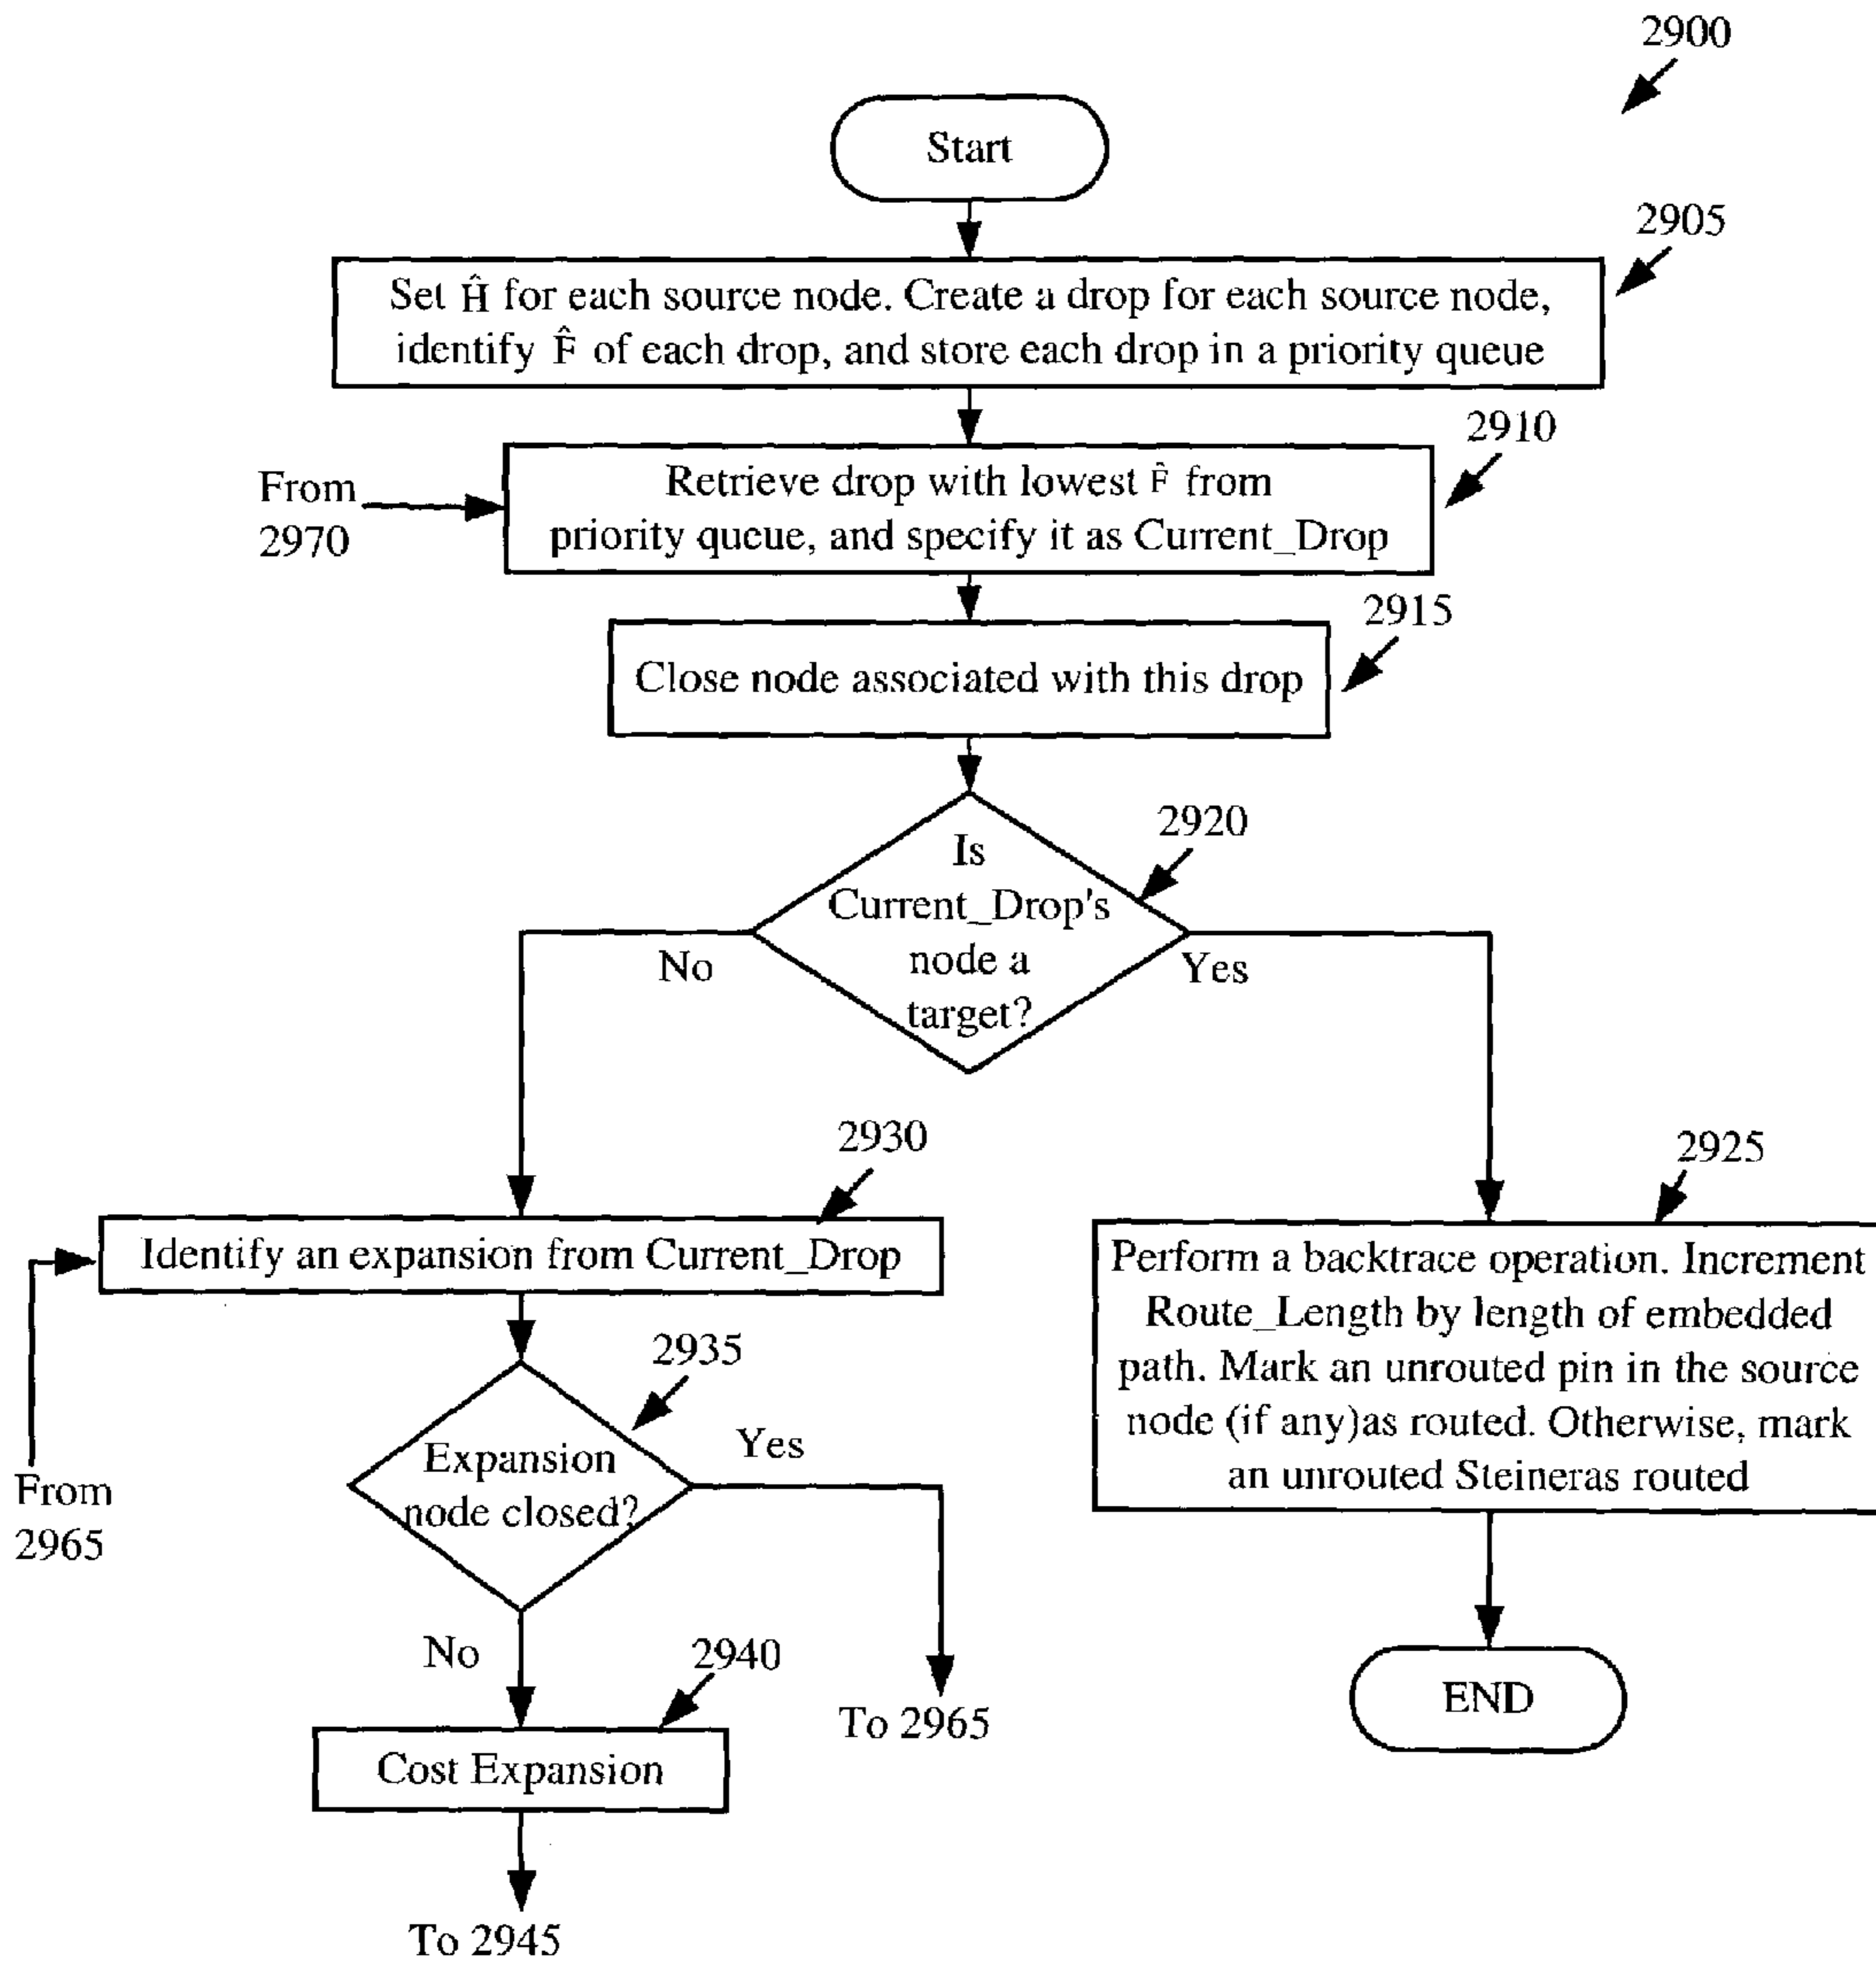 2900
Start
2905
Set Ĥ for each source node. Create a drop for each source node,
identify F̂ of each drop, and store each drop in a priority queue
2910
From
2970
Retrieve drop with lowest F̂ from
priority queue, and specify it as Current_Drop
2915
Close node associated with this drop
2920
Is
Current_Drop's
node a
target?
No
Yes
2930
Identify an expansion from Current_Drop
2925
Perform a backtrace operation. Increment
Route_Length by length of embedded
path. Mark an unrouted pin in the source
node (if any)as routed. Otherwise, mark
an unrouted Steineras routed
2935
Expansion
node closed?
Yes
From
2965
No
2940
To 2965
END
Cost Expansion
To 2945